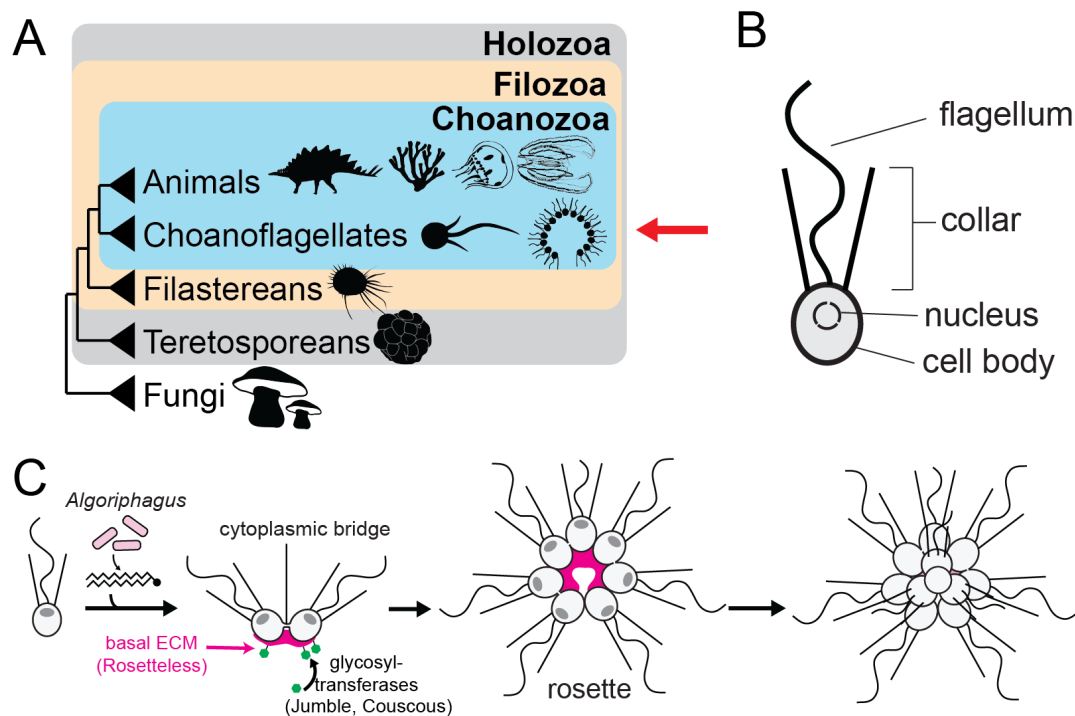 A
Holozoa
Filozoa
Choanozoa
Animals
Choanoflagellates
Filastereans
Teretosporeans
Fungi
B
flagellum
collar
nucleus
cell body
C
Algoriphagus
cytoplasmic bridge
basal ECM
(Rosetteless)
glycosyl-
transferases
(Jumble, Couscous)
rosette